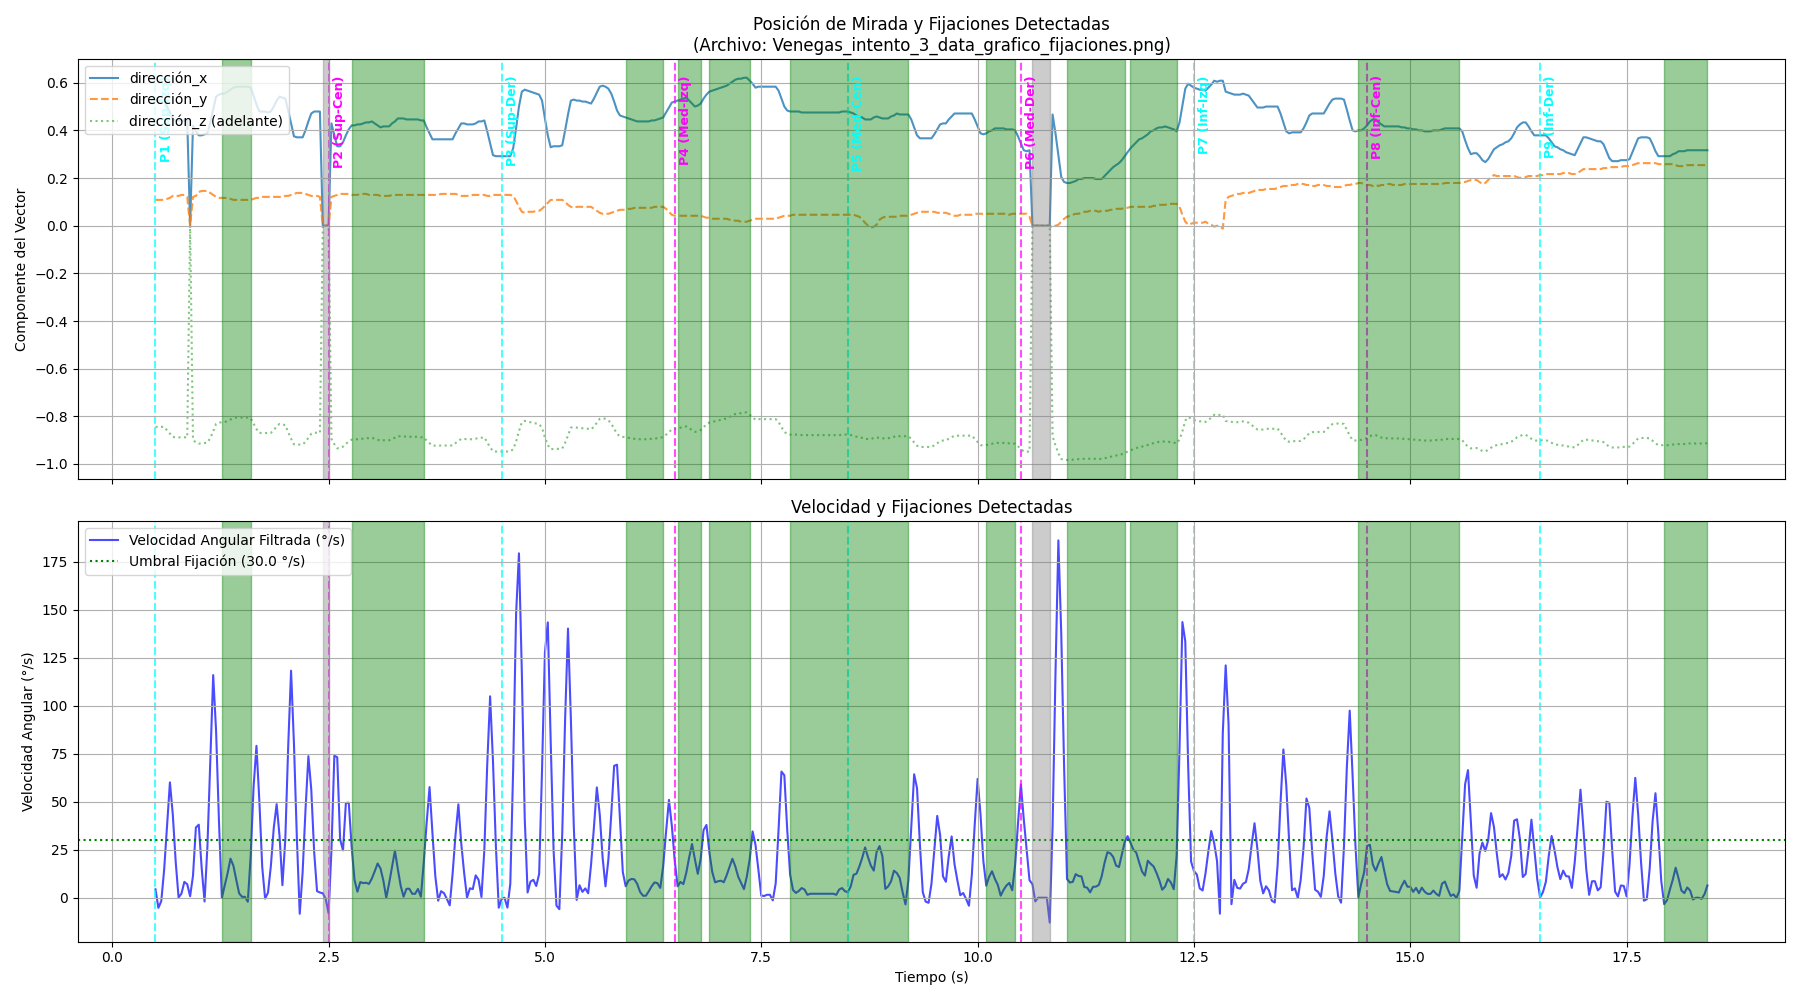 Posición de Mirada y Fijaciones Detectadas
(Archivo: Venegas_intento_3_data_grafico_fijaciones.png)
dirección_x
dirección_y
dirección_z (adelante)
P1
P2 (Sup-Cen)
P3 (Sup-Der)
P4 (Med-Izq)
P5 (Med-Cen)
P6 (Med-Der)
P7 (Inf-Izq)
P8 (Inf-Cen)
P9 (Inf-Der)
0.6
0.4
0.2
0.0
−0.2
−0.4
−0.6
−0.8
−1.0
Componente del Vector
Velocidad y Fijaciones Detectadas
Velocidad Angular Filtrada (°/s)
Umbral Fijación (30.0 °/s)
175
150
125
100
75
50
25
0
Velocidad Angular (°/s)
0.0
2.5
5.0
7.5
10.0
12.5
15.0
17.5
Tiempo (s)